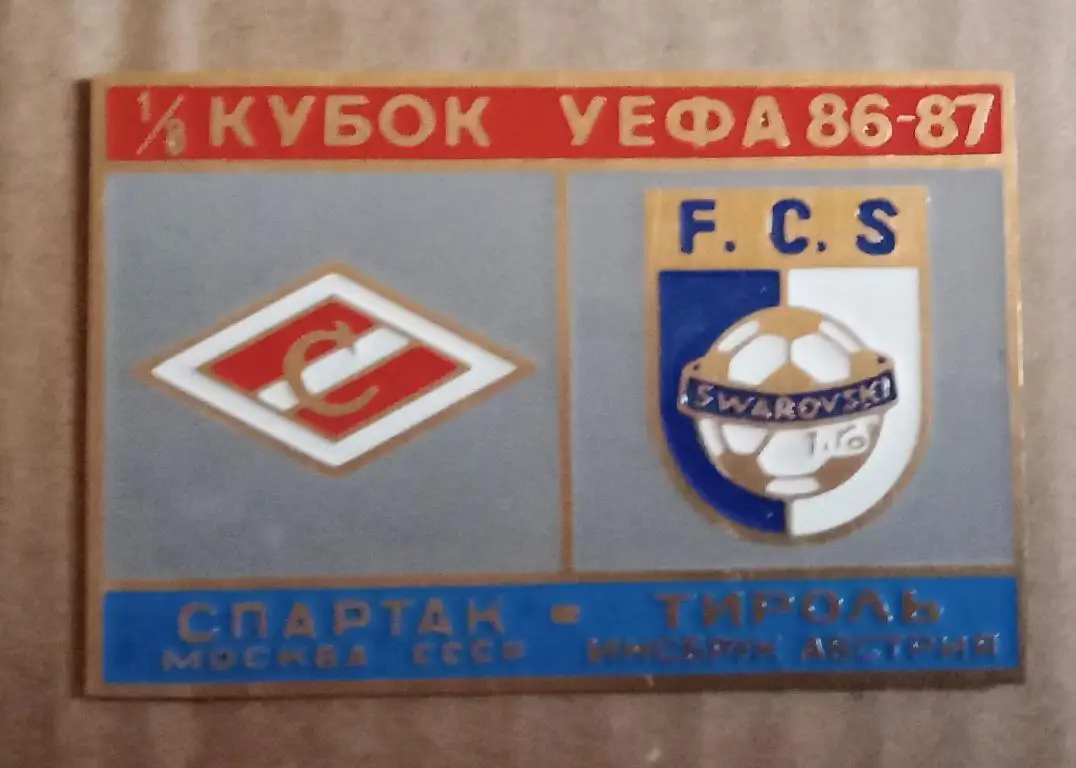 1/8 КУБОК УЕФА 86-87
С
F. C. S
SWAROVSKI
СПАРТАК - ТИРОЛЬ
МОСКВА СССР ИНСБРУК АВСТРИЯ